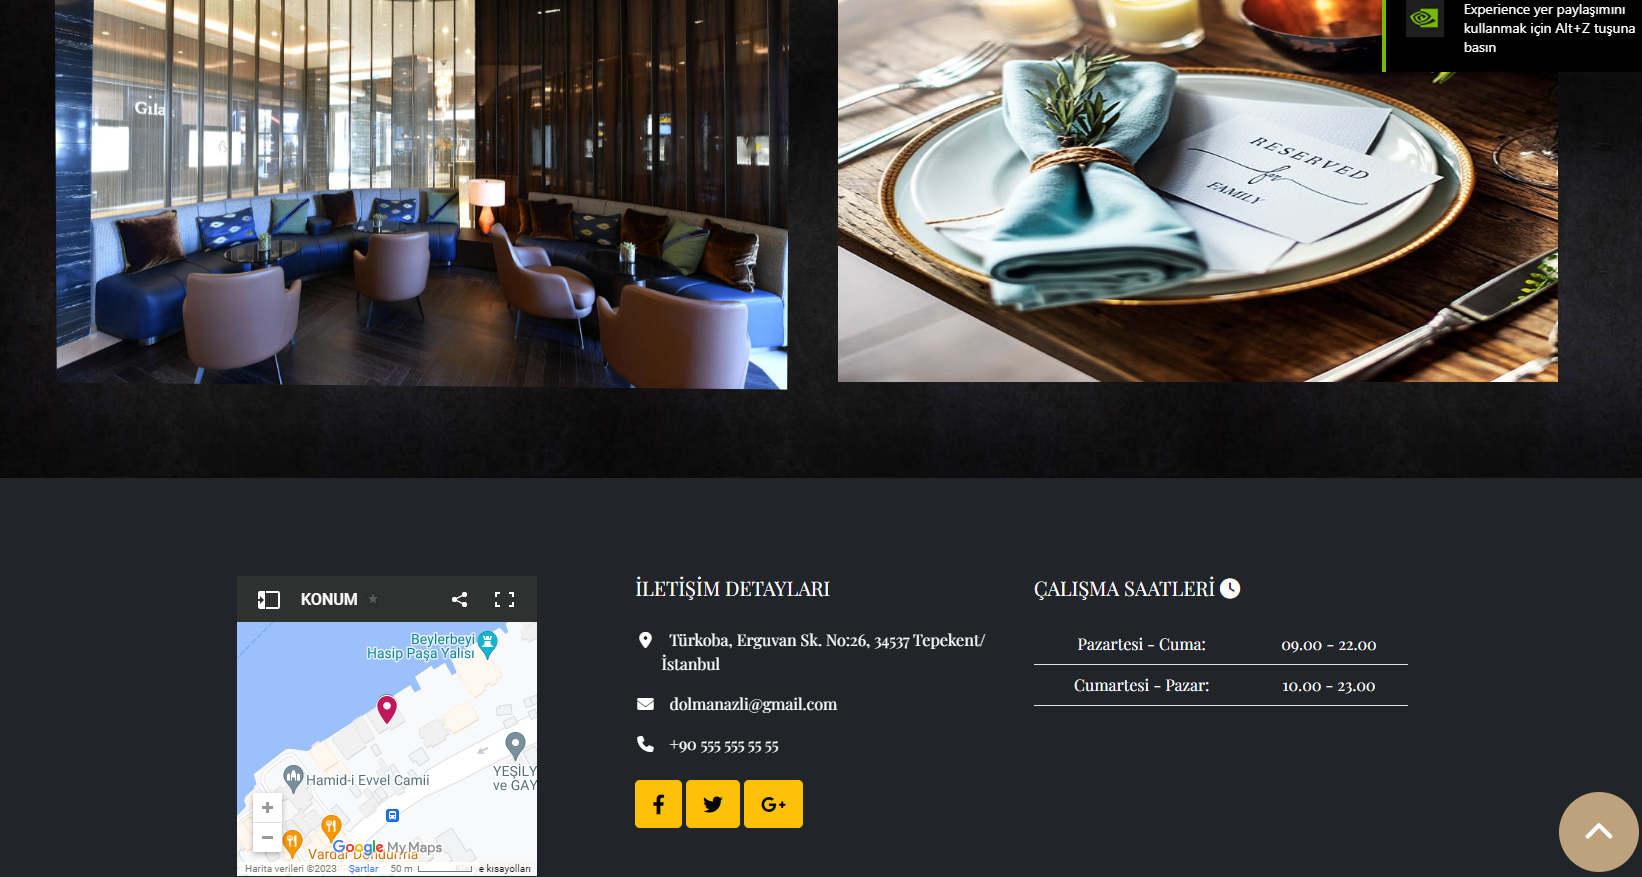 Experience yer paylaşımını
kullanmak için Alt+Z tuşuna
basın
Gila
RESERVED
for
FAMILY
KONUM
Beylerbeyi
Hasip Paşa Yalısı
Hamid-i Evvel Camii
YEŞİLY
ve GAY
Vardar Dondurma
Google My Maps
Harita verileri ©2023 Şartlar 50 m e kısayolları
İLETİŞİM DETAYLARI
Türkoba, Erguvan Sk. No:26, 34537 Tepekent/
İstanbul
dolmanazli@gmail.com
+90 555 555 55 55
G+
ÇALIŞMA SAATLERİ
Pazartesi - Cuma: 09.00 - 22.00
Cumartesi - Pazar: 10.00 - 23.00